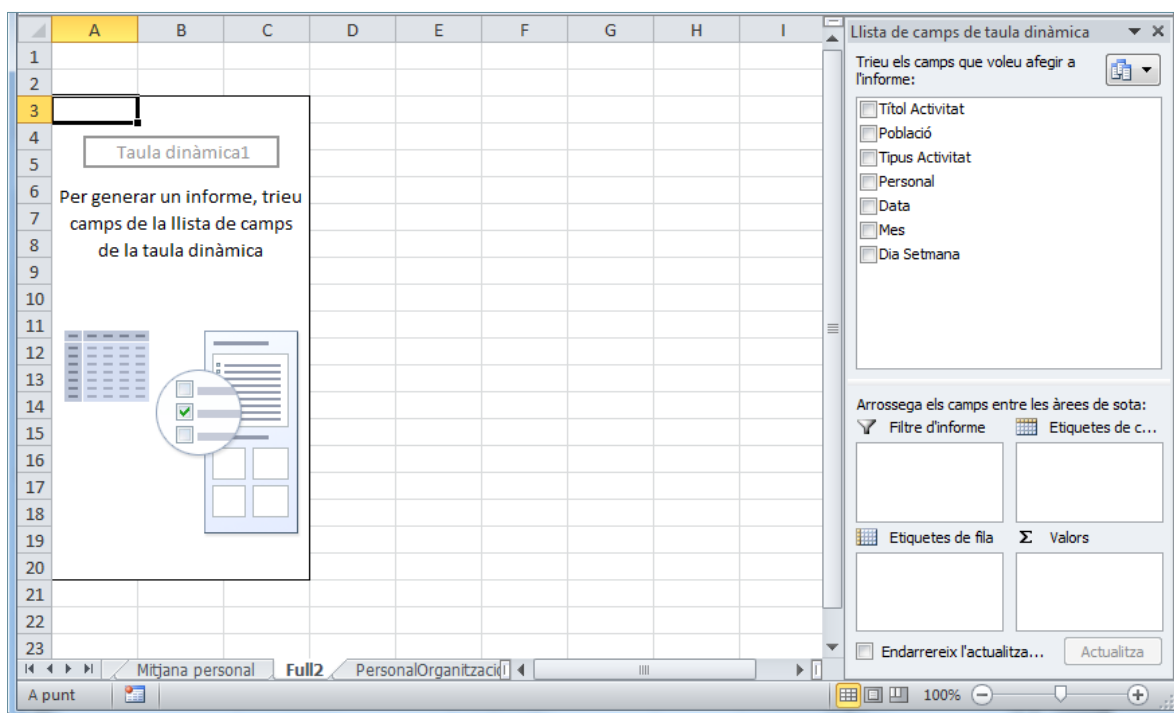 A B C D E F G H I
1
2
3
4
5
6
7
8
9
10
11
12
13
14
15
16
17
18
19
20
21
22
23
Taula dinàmica1
Per generar un informe, trieu
camps de la llista de camps
de la taula dinàmica
Mitjana personal Full2 PersonalOrganització
A punt
100%
Llista de camps de taula dinàmica
Trieu els camps que voleu afegir a
l'informe:
Títol Activitat
Població
Tipus Activitat
Personal
Data
Mes
Dia Setmana
Arrossega els camps entre les àrees de sota:
Filtre d'informe Etiquetes de c...
Etiquetes de fila Σ Valors
Endarrereix l'actualitza... Actualitza